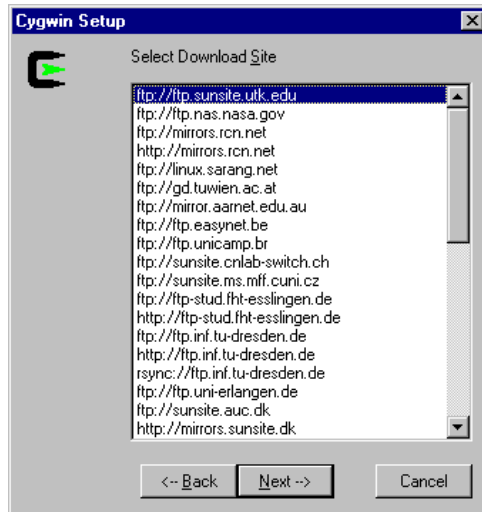 Cygwin Setup
Select Download Site
ftp://ftp.sunsite.utk.edu
ftp://ftp.nas.nasa.gov
ftp://mirrors.rcn.net
http://mirrors.rcn.net
ftp://linux.sarang.net
ftp://gd.tuwien.ac.at
ftp://mirror.aarnet.edu.au
ftp://ftp.easynet.be
ftp://ftp.unicamp.br
ftp://sunsite.cnlab-switch.ch
ftp://sunsite.ms.mff.cuni.cz
ftp://ftp-stud.fht-esslingen.de
http://ftp-stud.fht-esslingen.de
ftp://ftp.inf.tu-dresden.de
http://ftp.inf.tu-dresden.de
rsync://ftp.inf.tu-dresden.de
ftp://ftp.uni-erlangen.de
ftp://sunsite.auc.dk
http://mirrors.sunsite.dk
<-- Back Next --> Cancel